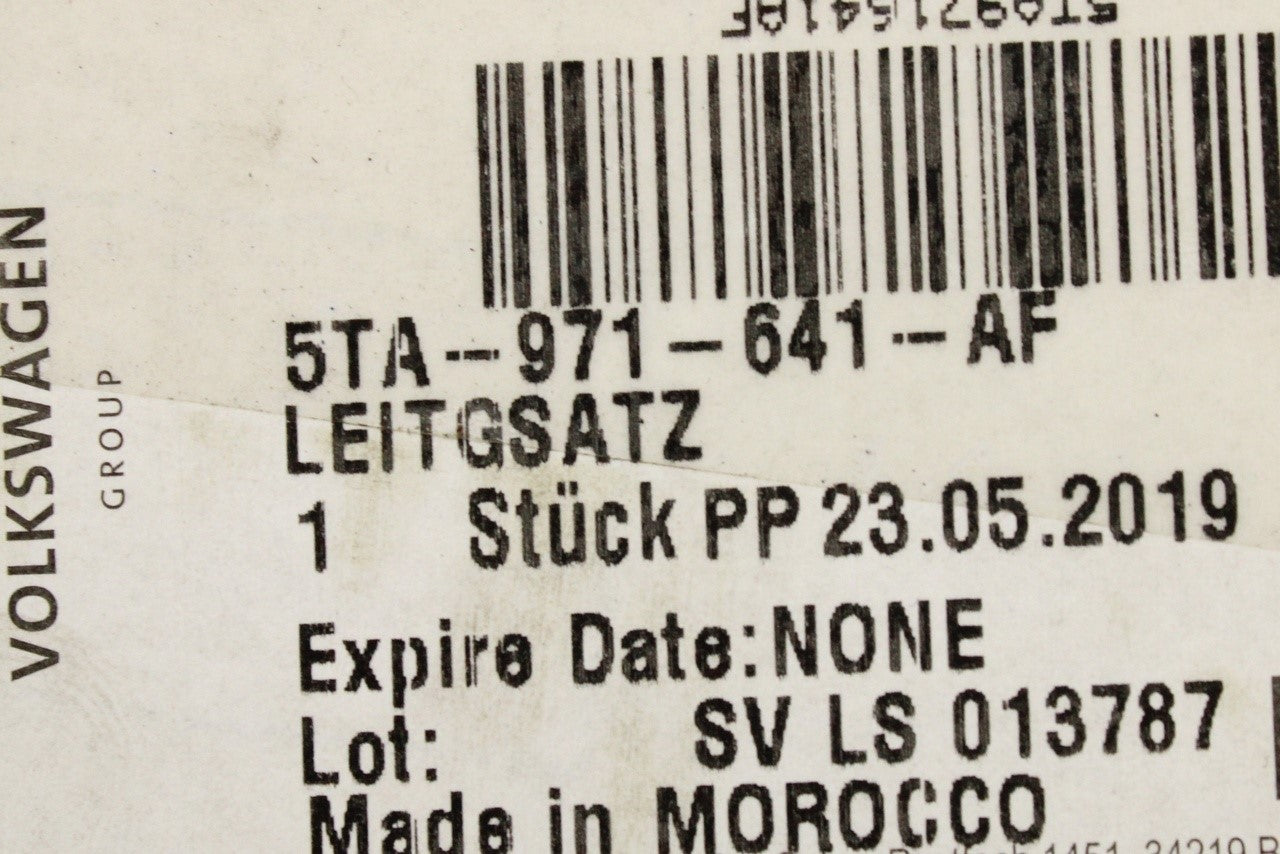 5TA971641AF
5TA-971-641-AF
LEITGSATZ
1 Stück PP 23.05.2019
Expire Date:NONE
Lot: SV LS 013787
Made in MOROCCO
VOLKSWAGEN
GROUP